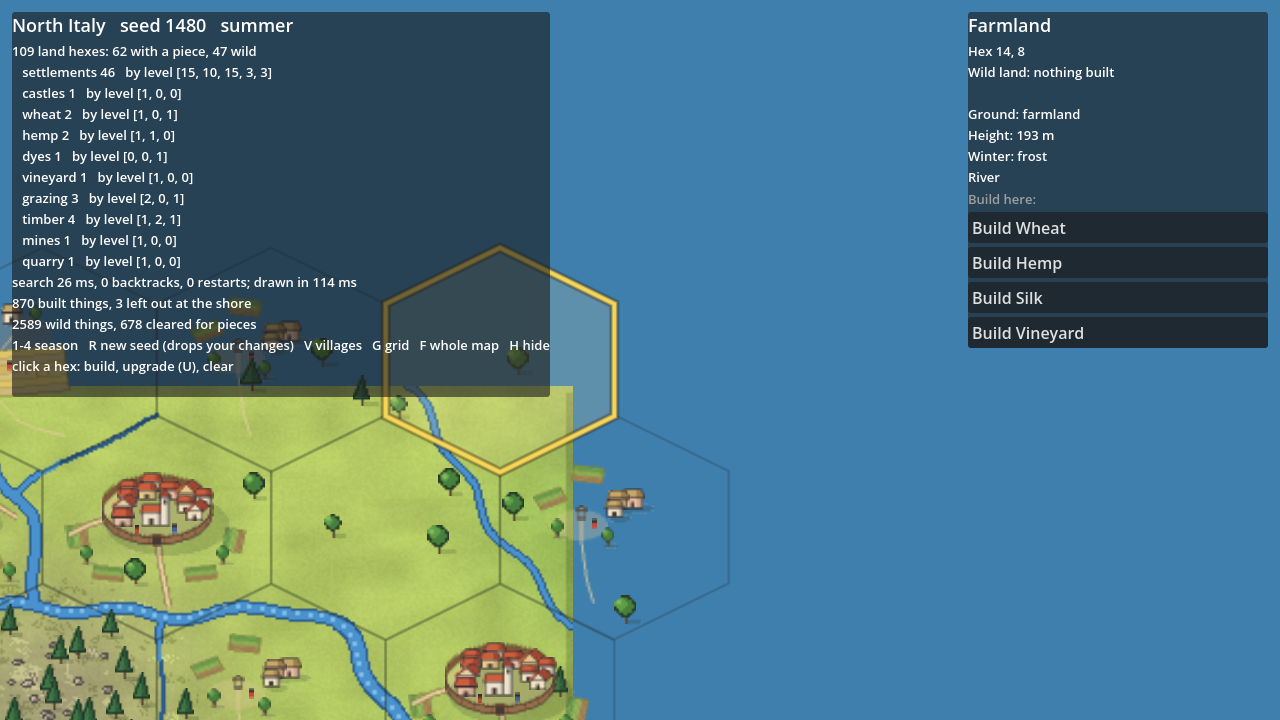 North Italy   seed 1480   summer
109 land hexes: 62 with a piece, 47 wild
settlements 46   by level [15, 10, 15, 3, 3]
castles 1   by level [1, 0, 0]
wheat 2   by level [1, 0, 1]
hemp 2   by level [1, 1, 0]
dyes 1   by level [0, 0, 1]
vineyard 1   by level [1, 0, 0]
grazing 3   by level [2, 0, 1]
timber 4   by level [1, 2, 1]
mines 1   by level [1, 0, 0]
quarry 1   by level [1, 0, 0]
search 26 ms, 0 backtracks, 0 restarts; drawn in 114 ms
870 built things, 3 left out at the shore
2589 wild things, 678 cleared for pieces
1-4 season   R new seed (drops your changes)   V villages   G grid   F whole map   H hide
click a hex: build, upgrade (U), clear
Farmland
Hex 14, 8
Wild land: nothing built
Ground: farmland
Height: 193 m
Winter: frost
River
Build here:
Build Wheat
Build Hemp
Build Silk
Build Vineyard